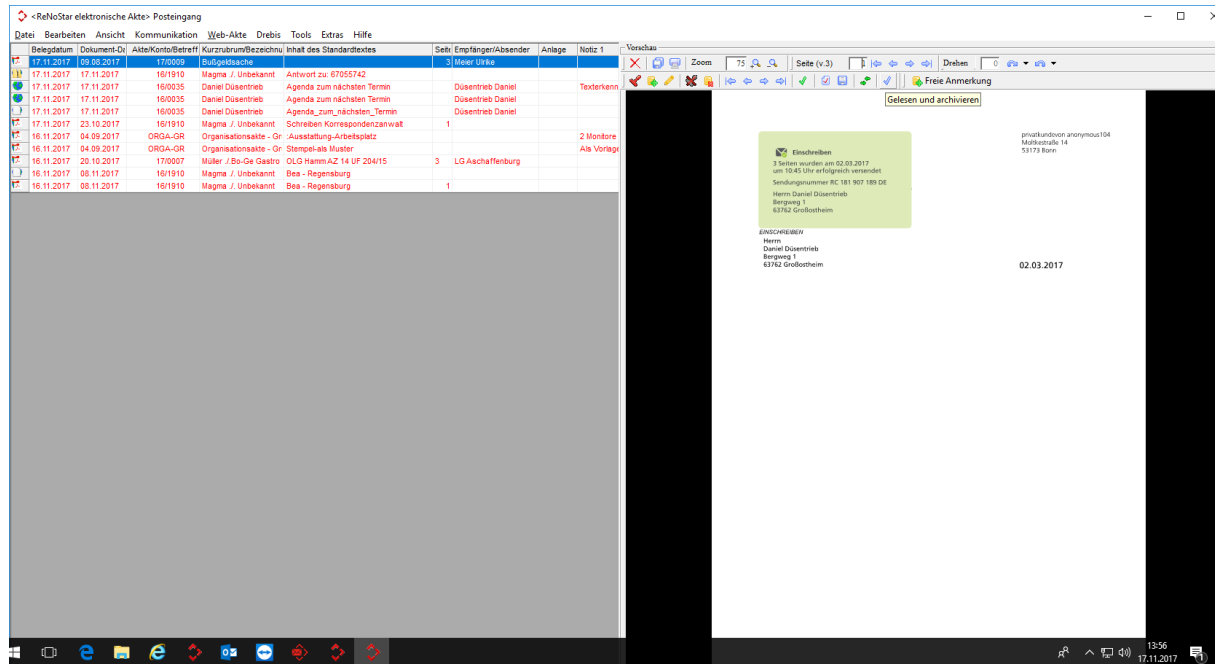 <ReNoStar elektronische Akte> Posteingang
Datei Bearbeiten Ansicht Kommunikation Web-Akte Drebis Tools Extras Hilfe
Belegdatum Dokument-Da Akte/Konto/Betreff Kurzrubrum/Bezeichnu Inhalt des Standardtextes Seite Empfänger/Absender Anlage Notiz 1
17.11.2017 09.08.2017 17/0009 Bußgeldsache 3 Meier Ulrike
17.11.2017 17.11.2017 16/1910 Magma ./. Unbekannt Antwort zu: 67055742
17.11.2017 17.11.2017 16/0035 Daniel Düsentrieb Agenda zum nächsten Termin Düsentrieb Daniel Texterkenn
17.11.2017 17.11.2017 16/0035 Daniel Düsentrieb Agenda zum nächsten Termin Düsentrieb Daniel
17.11.2017 17.11.2017 16/0035 Daniel Düsentrieb Agenda_zum_nächsten_Termin Düsentrieb Daniel
17.11.2017 23.10.2017 16/1910 Magma ./. Unbekannt Schreiben Korrespondenzanwalt 1
16.11.2017 04.09.2017 ORGA-GR Organisationsakte - Gr :Ausstattung-Arbeitsplatz 2 Monitore
16.11.2017 04.09.2017 ORGA-GR Organisationsakte - Gr Stempel-als Muster Als Vorlage
16.11.2017 20.10.2017 17/0007 Müller ./.Bo-Ge Gastro OLG Hamm AZ 14 UF 204/15 3 LG Aschaffenburg
16.11.2017 08.11.2017 16/1910 Magma ./. Unbekannt Bea - Regensburg
16.11.2017 08.11.2017 16/1910 Magma ./. Unbekannt Bea - Regensburg 1
Vorschau
Zoom 75 Seite (v.3) 1 Drehen 0
Freie Anmerkung
Gelesen und archivieren
privatkundevon anonymous104
Moltkestraße 14
53173 Bonn
Einschreiben
3 Seiten wurden am 02.03.2017
um 10:45 Uhr erfolgreich versendet
Sendungsnummer RC 181 907 189 DE
Herrn Daniel Düsentrieb
Bergweg 1
63762 Großostheim
EINSCHREIBEN
Herrn
Daniel Düsentrieb
Bergweg 1
63762 Großostheim
02.03.2017
13:56
17.11.2017